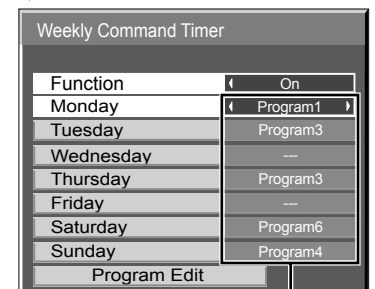 Weekly Command Timer
Function On
Monday Program1
Tuesday Program3
Wednesday ---
Thursday Program3
Friday ---
Saturday Program6
Sunday Program4
Program Edit